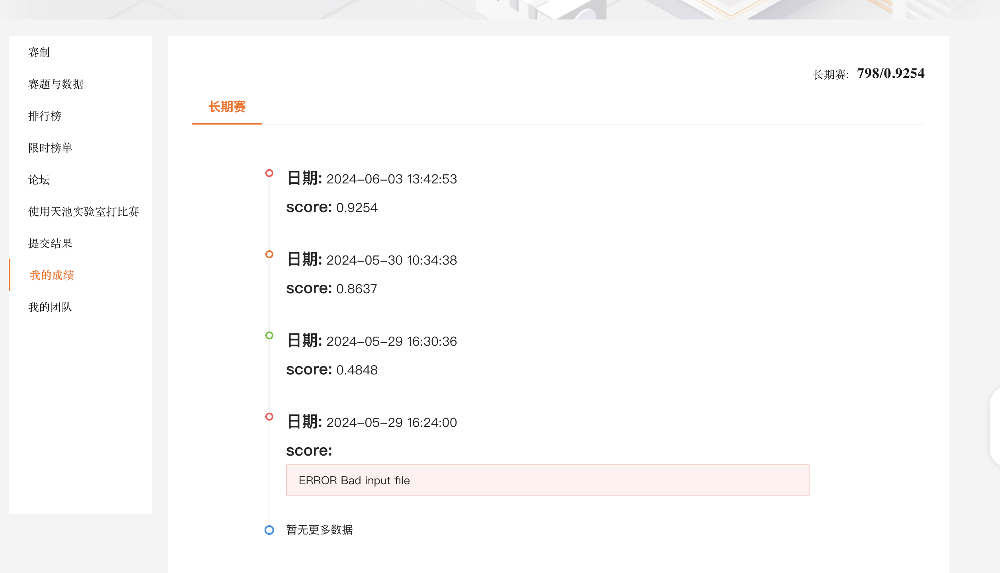 赛制
赛题与数据
排行榜
限时榜单
论坛
使用天池实验室打比赛
提交结果
我的成绩
我的团队
长期赛: 798/0.9254
长期赛
日期: 2024-06-03 13:42:53
score: 0.9254
日期: 2024-05-30 10:34:38
score: 0.8637
日期: 2024-05-29 16:30:36
score: 0.4848
日期: 2024-05-29 16:24:00
score:
ERROR Bad input file
暂无更多数据